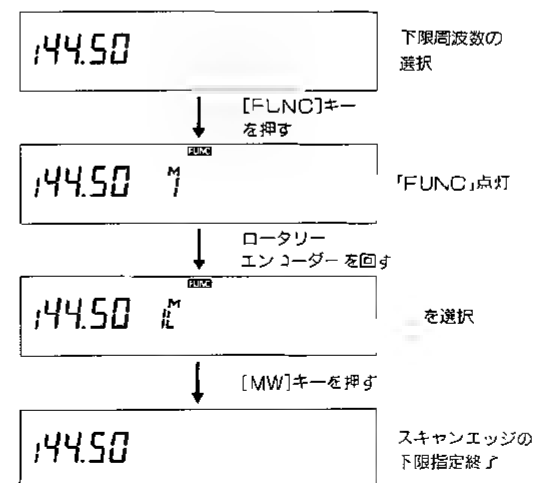 144.50
下限周波数の
選択
[FUNC]キー
を押す
FUNC
144.50 M 1
「FUNC」点灯
ロータリー
エンコーダーを回す
FUNC
144.50 M
を選択
[MW]キーを押す
144.50
スキャンエッジの
下限指定終了